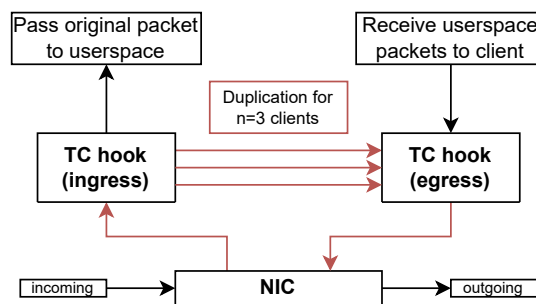 Pass original packet
to userspace
Receive userspace
packets to client
Duplication for
n=3 clients
TC hook
(ingress)
TC hook
(egress)
incoming
NIC
outgoing